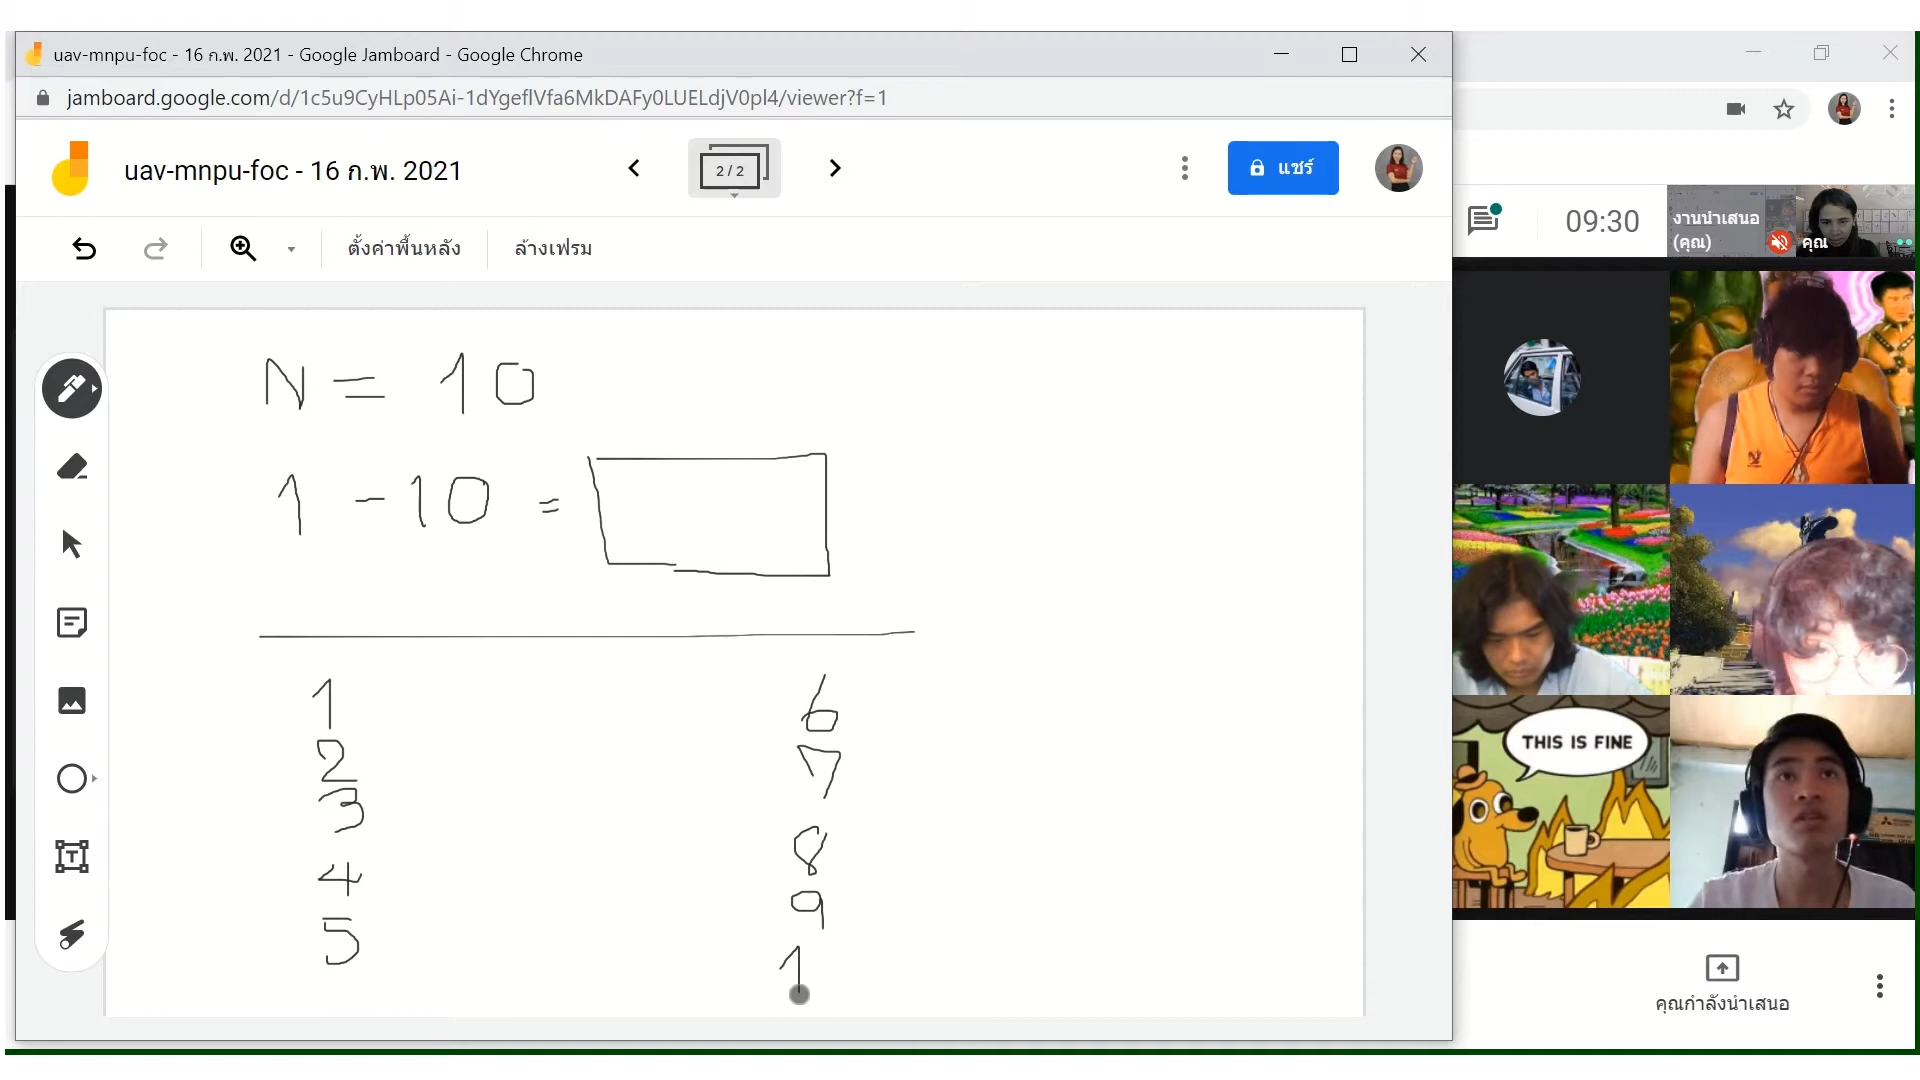 uav-mnpu-foc - 16 ก.พ. 2021 - Google Jamboard - Google Chrome
jamboard.google.com/d/1c5u9CyHLp05Ai-1dYgeflVfa6MkDAFy0LUELdjV0pl4/viewer?f=1
uav-mnpu-foc - 16 ก.พ. 2021
2 / 2
แชร์
ตั้งค่าพื้นหลัง
ล้างเฟรม
09:30
งานนำเสนอ
(คุณ)
คุณ
N = 10
1 - 10 =
1
2
3
4
5
6
7
8
9
1
THIS IS FINE
คุณกำลังนำเสนอ